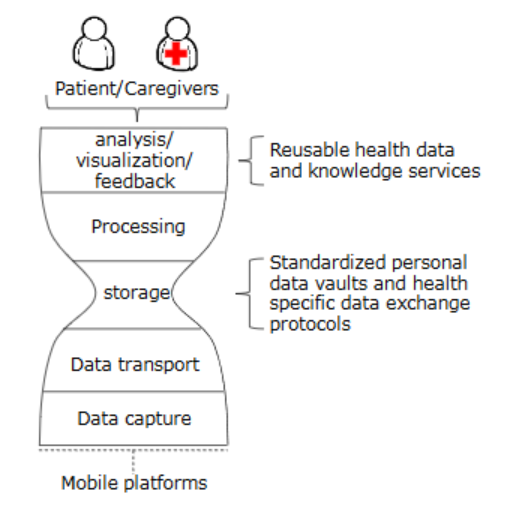 Patient/Caregivers
analysis/
visualization/
feedback
Reusable health data
and knowledge services
Processing
storage
Standardized personal
data vaults and health
specific data exchange
protocols
Data transport
Data capture
Mobile platforms